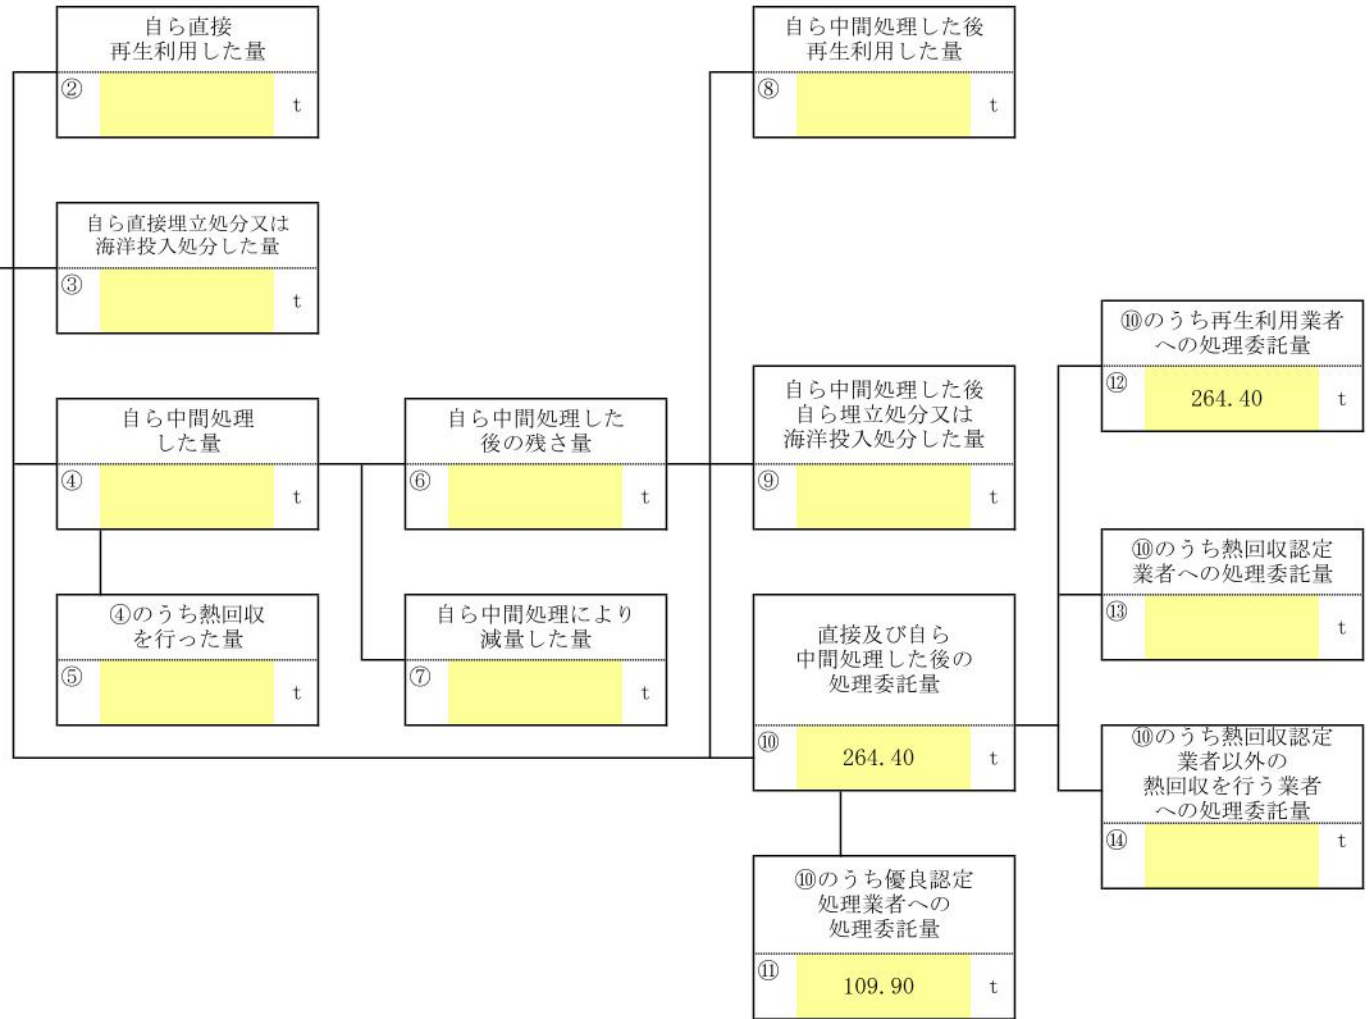 自ら直接
再生利用した量
②
t
自ら中間処理した後
再生利用した量
⑧
t
自ら直接埋立処分又は
海洋投入処分した量
③
t
⑩のうち再生利用業者
への処理委託量
⑫
264.40
t
自ら中間処理
した量
④
t
自ら中間処理した
後の残さ量
⑥
t
自ら中間処理した後
自ら埋立処分又は
海洋投入処分した量
⑨
t
⑩のうち熱回収認定
業者への処理委託量
⑬
t
④のうち熱回収
を行った量
⑤
t
自ら中間処理により
減量した量
⑦
t
直接及び自ら
中間処理した後の
処理委託量
⑩
264.40
t
⑩のうち熱回収認定
業者以外の
熱回収を行う業者
への処理委託量
⑭
t
⑩のうち優良認定
処理業者への
処理委託量
⑪
109.90
t